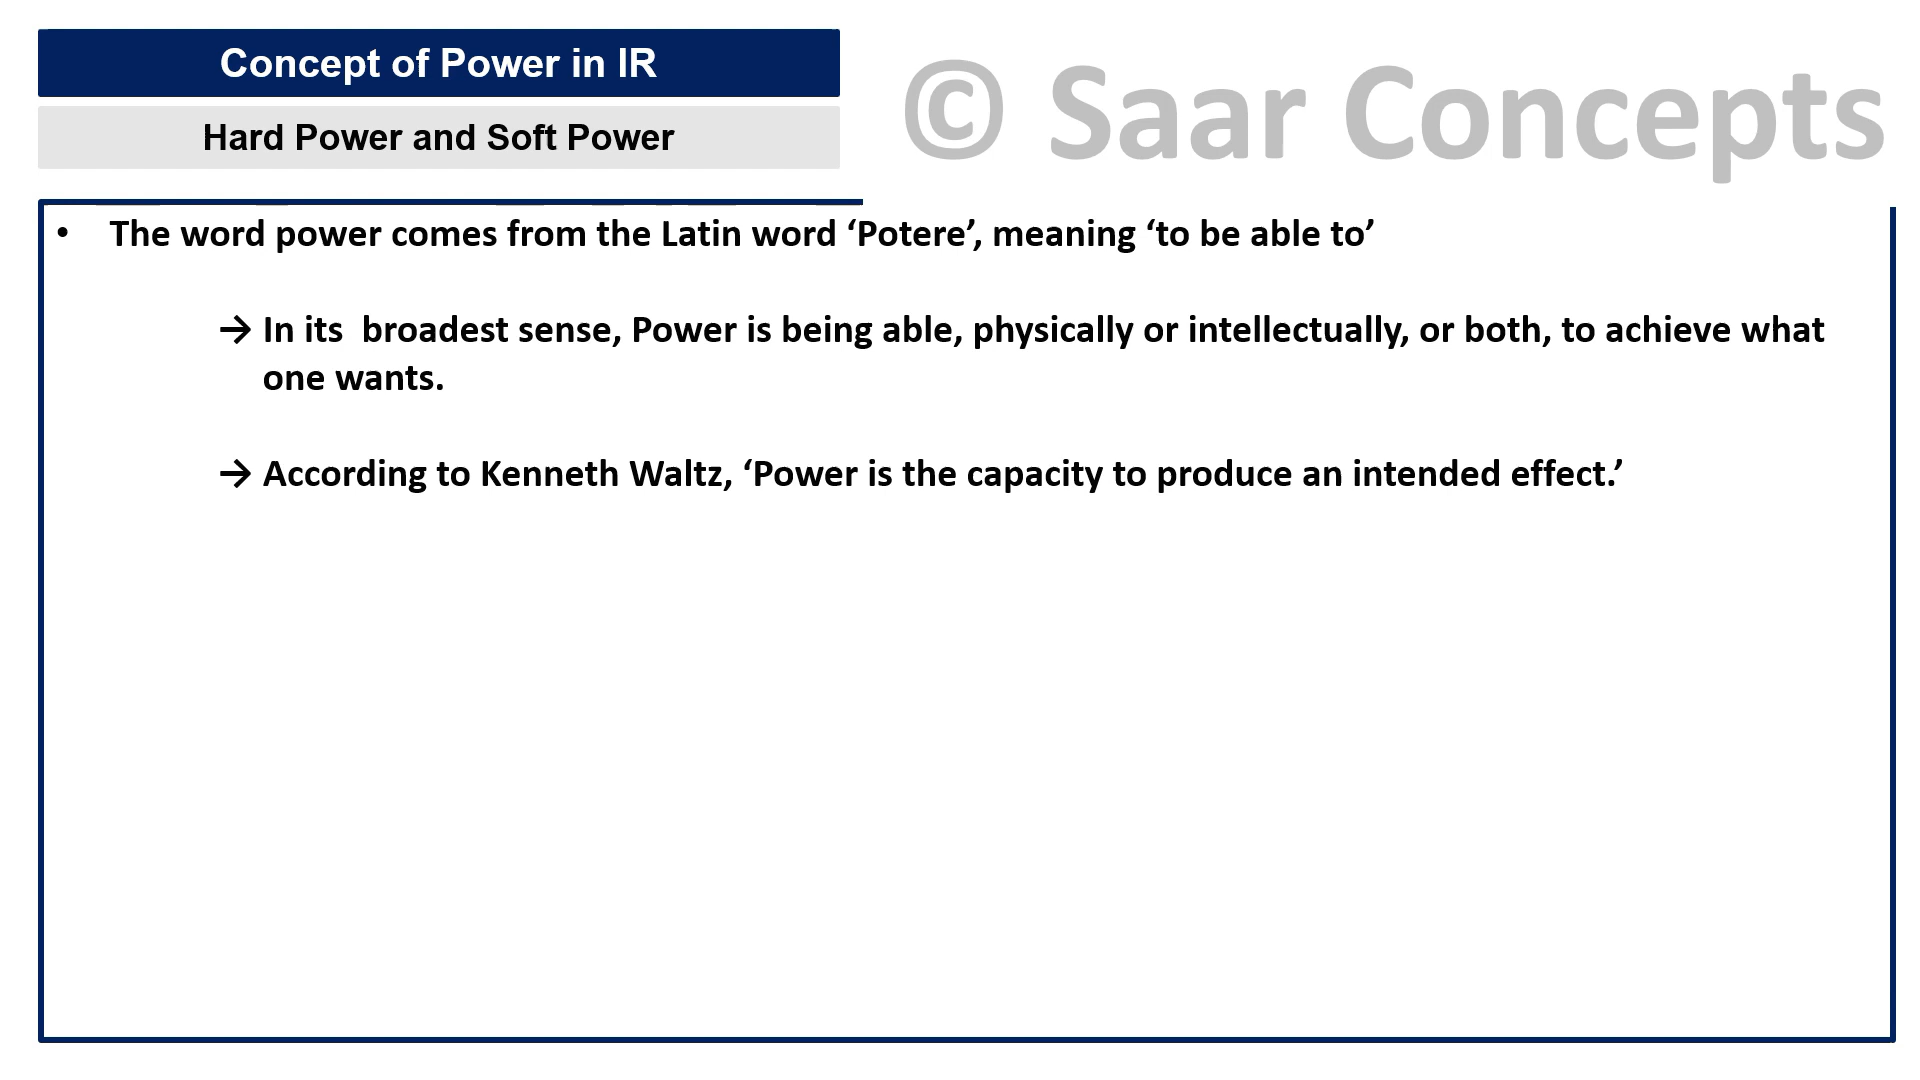 Concept of Power in IR
Hard Power and Soft Power
© Saar Concepts
• The word power comes from the Latin word ‘Potere’, meaning ‘to be able to’
→ In its  broadest sense, Power is being able, physically or intellectually, or both, to achieve what
one wants.
→ According to Kenneth Waltz, ‘Power is the capacity to produce an intended effect.’